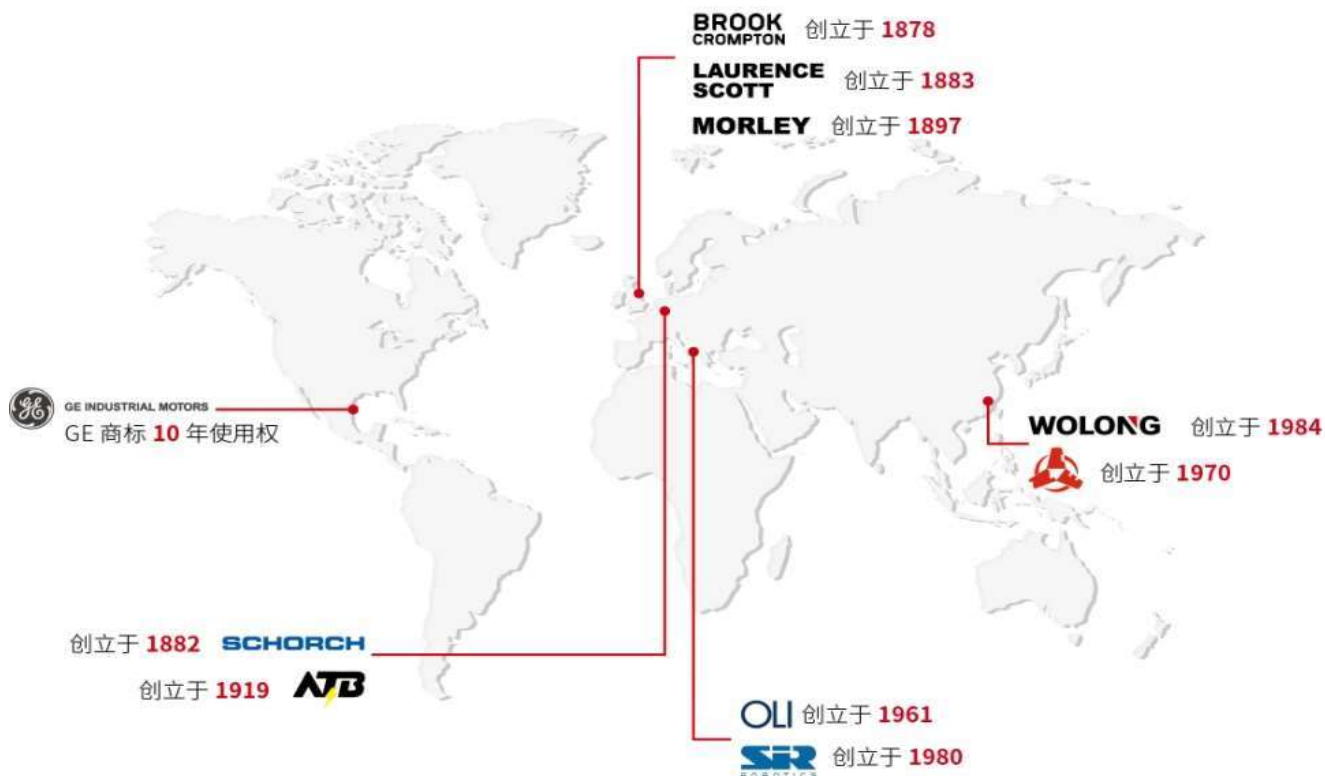 BROOK
CROMPTON 创立于 1878
LAURENCE
SCOTT 创立于 1883
MORLEY 创立于 1897
GE GE INDUSTRIAL MOTORS
GE 商标 10 年使用权
WOLONG 创立于 1984
创立于 1970
创立于 1882 SCHORCH
创立于 1919 ATB
OLI 创立于 1961
SIR 创立于 1980
ROBOTICS